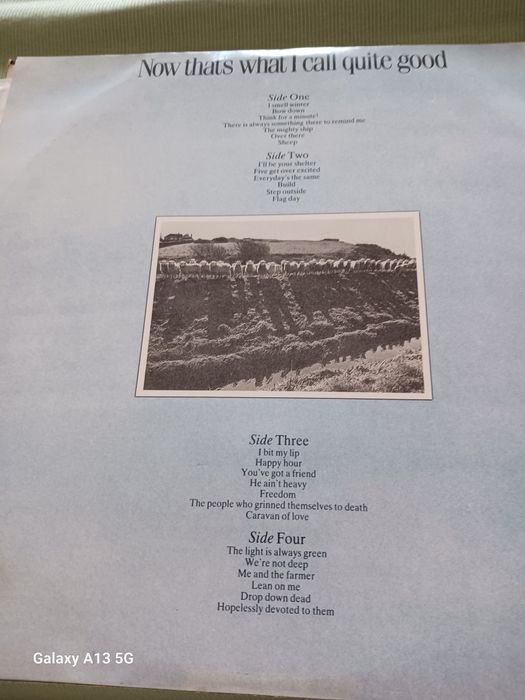 Now thats what I call quite good
Side One
I smell winter
Bow down
Think for a minute!
There is always something there to remind me
The mighty ship
Over there
Sheep
Side Two
I'll be your shelter
Five get over excited
Everyday's the same
Build
Step outside
Flag day
Side Three
I bit my lip
Happy hour
You've got a friend
He ain't heavy
Freedom
The people who grinned themselves to death
Caravan of love
Side Four
The light is always green
We're not deep
Me and the farmer
Lean on me
Drop down dead
Hopelessly devoted to them
Galaxy A13 5G